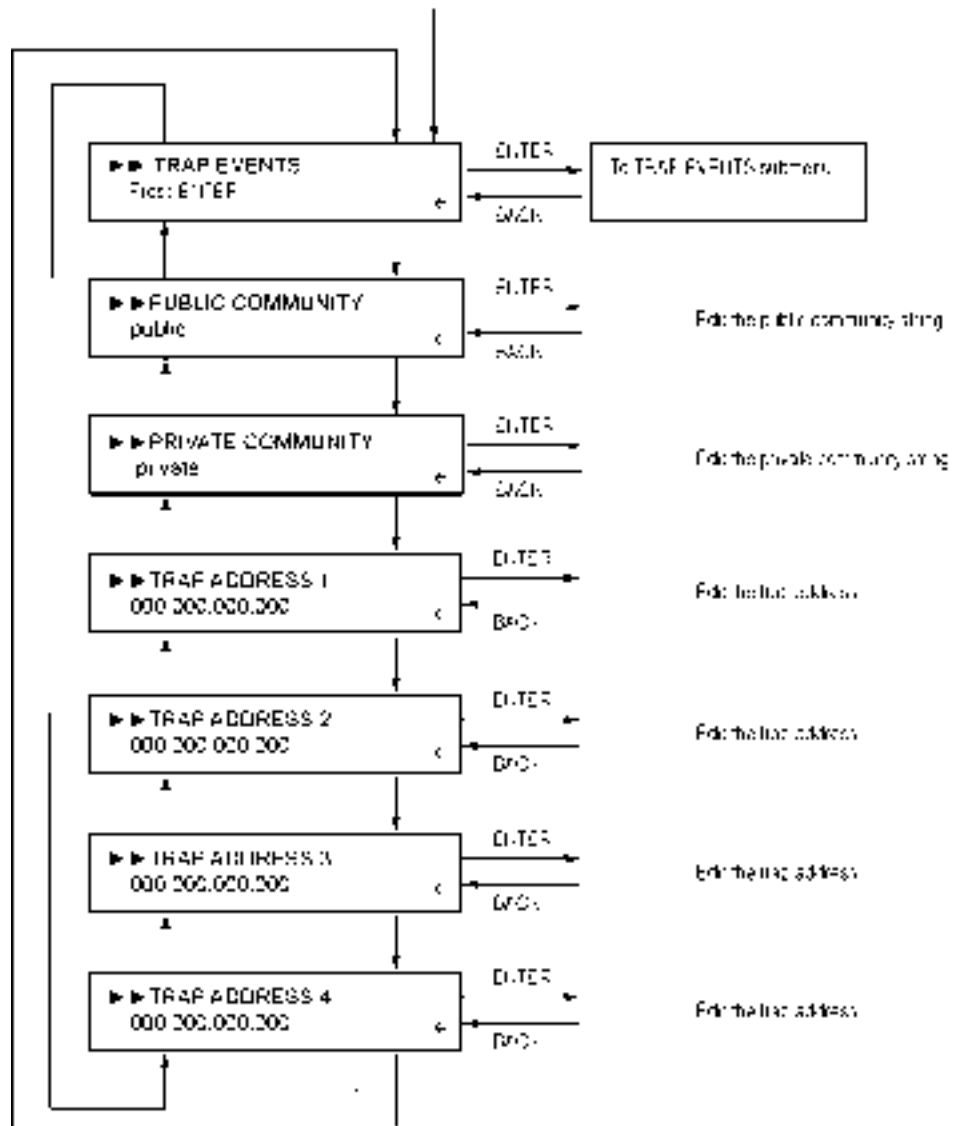 ►► TRAP EVENTS
Press ENTER
ENTER
BACK
To TRAP EVENTS submenu
►►PUBLIC COMMUNITY
public
ENTER
BACK
Edit the public community string
►►PRIVATE COMMUNITY
private
ENTER
BACK
Edit the private community string
►►TRAP ADDRESS 1
000.000.000.000
ENTER
BACK
Edit the trap address
►►TRAP ADDRESS 2
000.000.000.000
ENTER
BACK
Edit the trap address
►►TRAP ADDRESS 3
000.000.000.000
ENTER
BACK
Edit the trap address
►►TRAP ADDRESS 4
000.000.000.000
ENTER
BACK
Edit the trap address